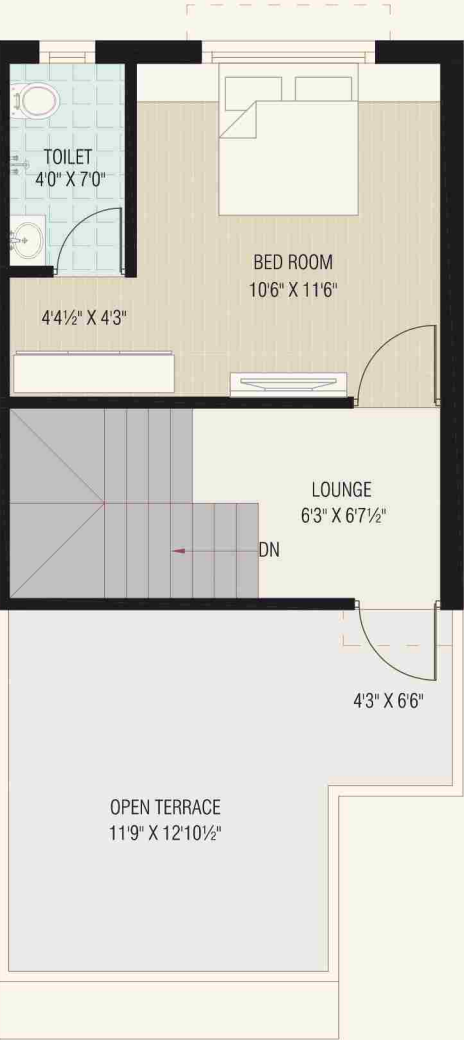 TOILET
4'0" X 7'0"
BED ROOM
10'6" X 11'6"
4'4½" X 4'3"
LOUNGE
6'3" X 6'7½"
DN
4'3" X 6'6"
OPEN TERRACE
11'9" X 12'10½"